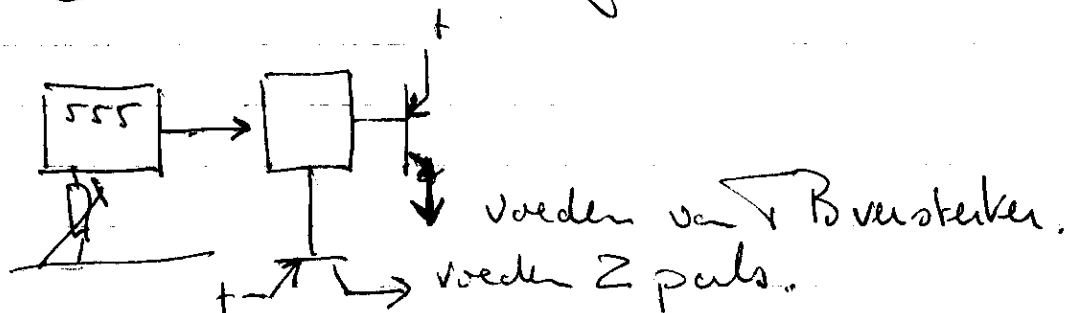 +
555
voeden van B versterker.
+ voeden Z puls.